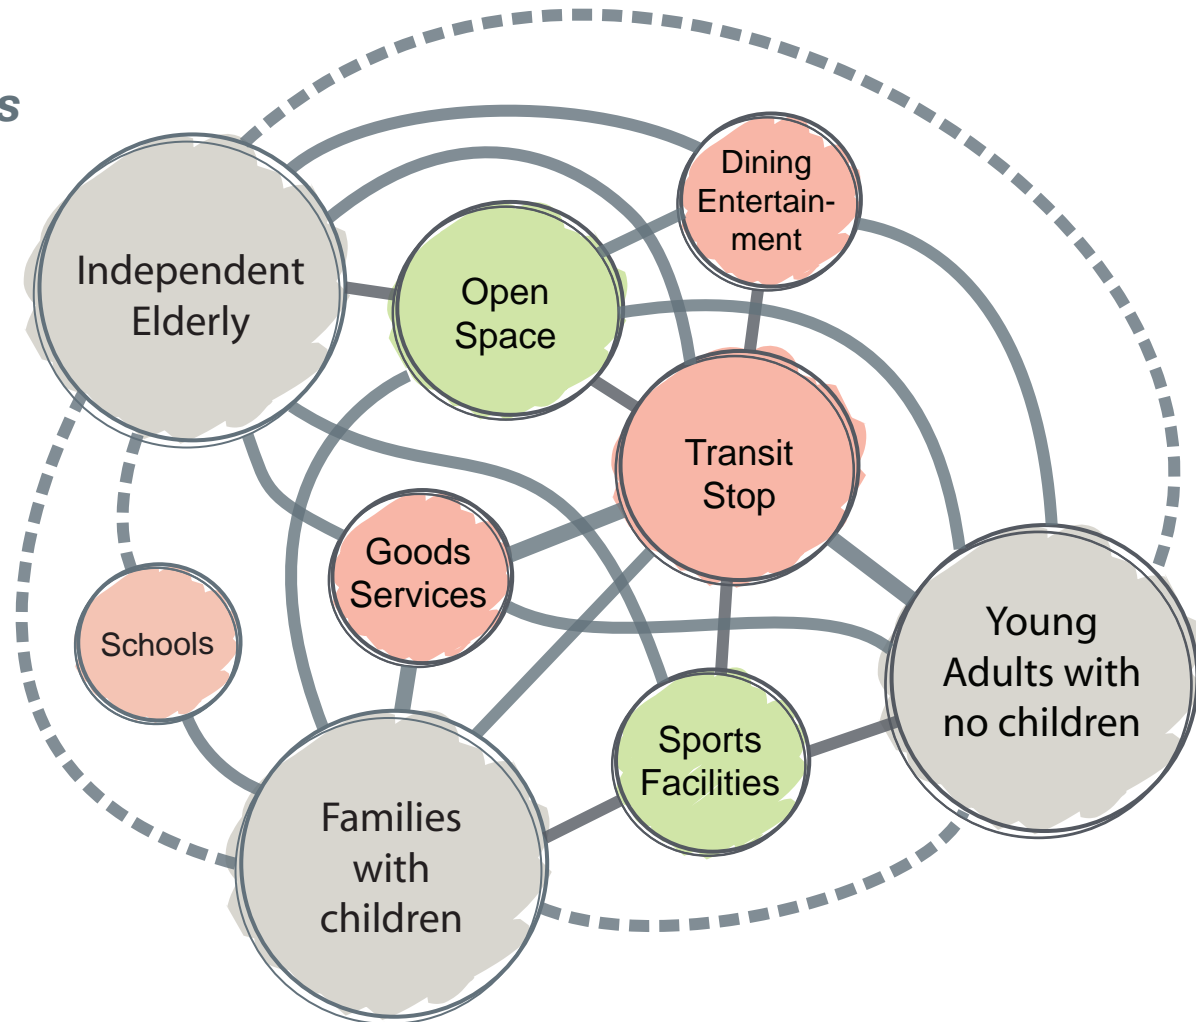 s
Dining
Entertain-
ment
Independent
Elderly
Open
Space
Transit
Stop
Goods
Services
Schools
Young
Adults with
no children
Sports
Facilities
Families
with
children